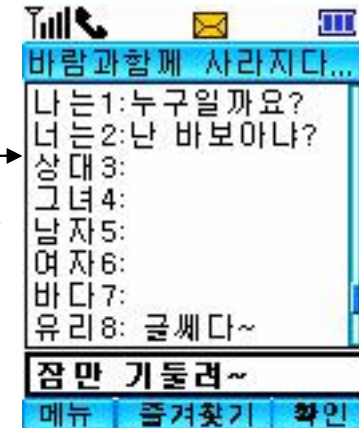 바람과함께 사라지다...
나는1:누구일까요?
너는2:난 바보아냐?
상대3:
그녀4:
남자5:
여자6:
바다7:
유리8: 글쎄다~
잠만 기둘려~
메뉴 즐겨찾기 확인